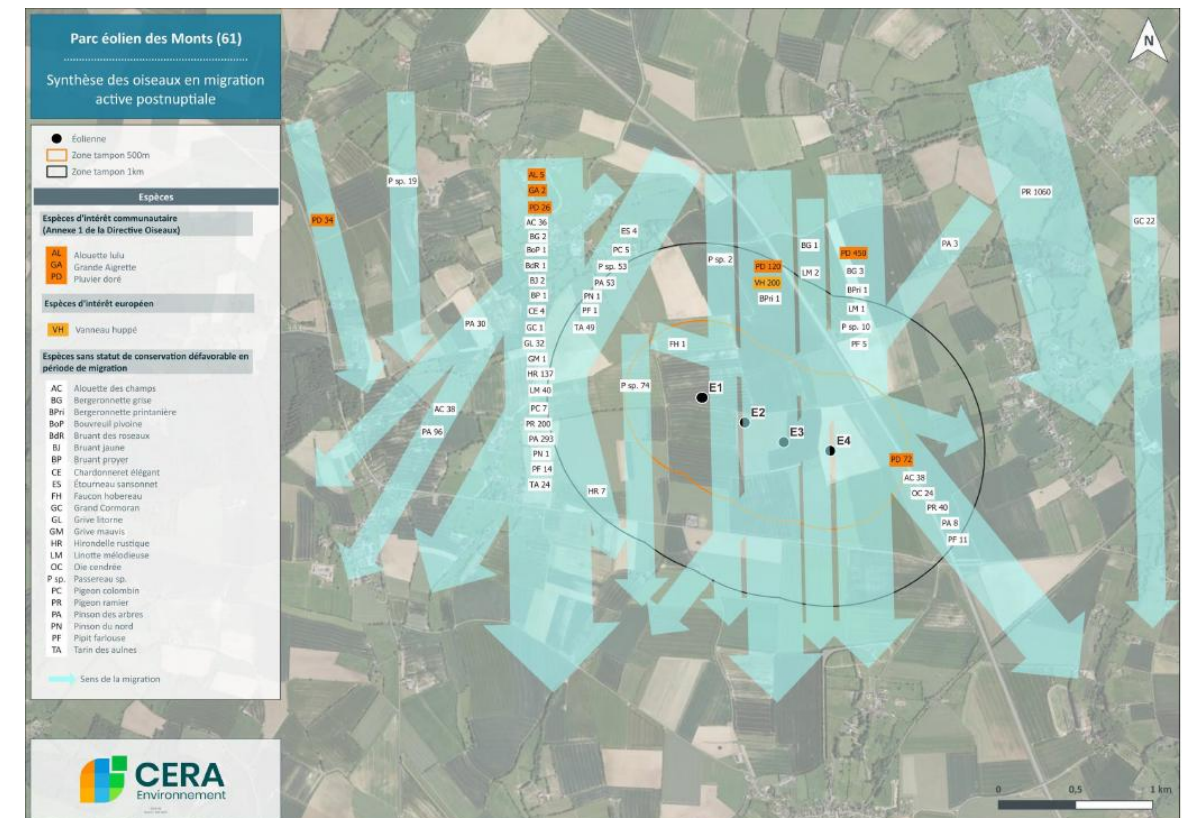 Parc éolien des Monts (61)
Synthèse des oiseaux en migration
active postnuptiale
Éolienne
Zone tampon 500m
Zone tampon 1km
Espèces
Espèces d'intérêt communautaire
(Annexe 1 de la Directive Oiseaux)
AL Alouette lulu
GA Grande Aigrette
PD Pluvier doré
Espèces d'intérêt européen
VH Vanneau huppé
Espèces sans statut de conservation défavorable en
période de migration
AC Alouette des champs
BG Bergeronnette grise
BPri Bergeronnette printanière
BoP Bouvreuil pivoine
BdR Bruant des roseaux
BJ Bruant jaune
BP Bruant proyer
CE Chardonneret élégant
ES Étourneau sansonnet
FH Faucon hobereau
GC Grand Cormoran
GL Grive litorne
GM Grive mauvis
HR Hirondelle rustique
LM Linotte mélodieuse
OC Oie cendrée
P sp. Passereau sp.
PC Pigeon colombin
PR Pigeon ramier
PA Pinson des arbres
PN Pinson du nord
PF Pipit farlouse
TA Tarin des aulnes
Sens de la migration
CERA
Environnement
N
PD 34
P sp. 19
AL 5
GA 2
PD 26
AC 36
BG 2
BoP 1
BdR 1
BJ 2
BP 1
CE 4
GC 1
GL 32
GM 1
HR 137
LM 40
PC 7
PR 200
PA 293
PN 1
PF 14
TA 24
PA 30
AC 38
PA 96
ES 4
PC 5
P sp. 53
PA 53
PN 1
PF 1
TA 49
P sp. 74
HR 7
FH 1
P sp. 2
PD 120
VH 200
BPri 1
BG 1
LM 2
PD 450
BG 3
BPri 1
LM 1
P sp. 10
PF 5
PA 3
PR 1060
GC 22
E1
E2
E3
E4
PD 72
AC 38
OC 24
PR 40
PA 8
PF 11
0 0,5 1 km